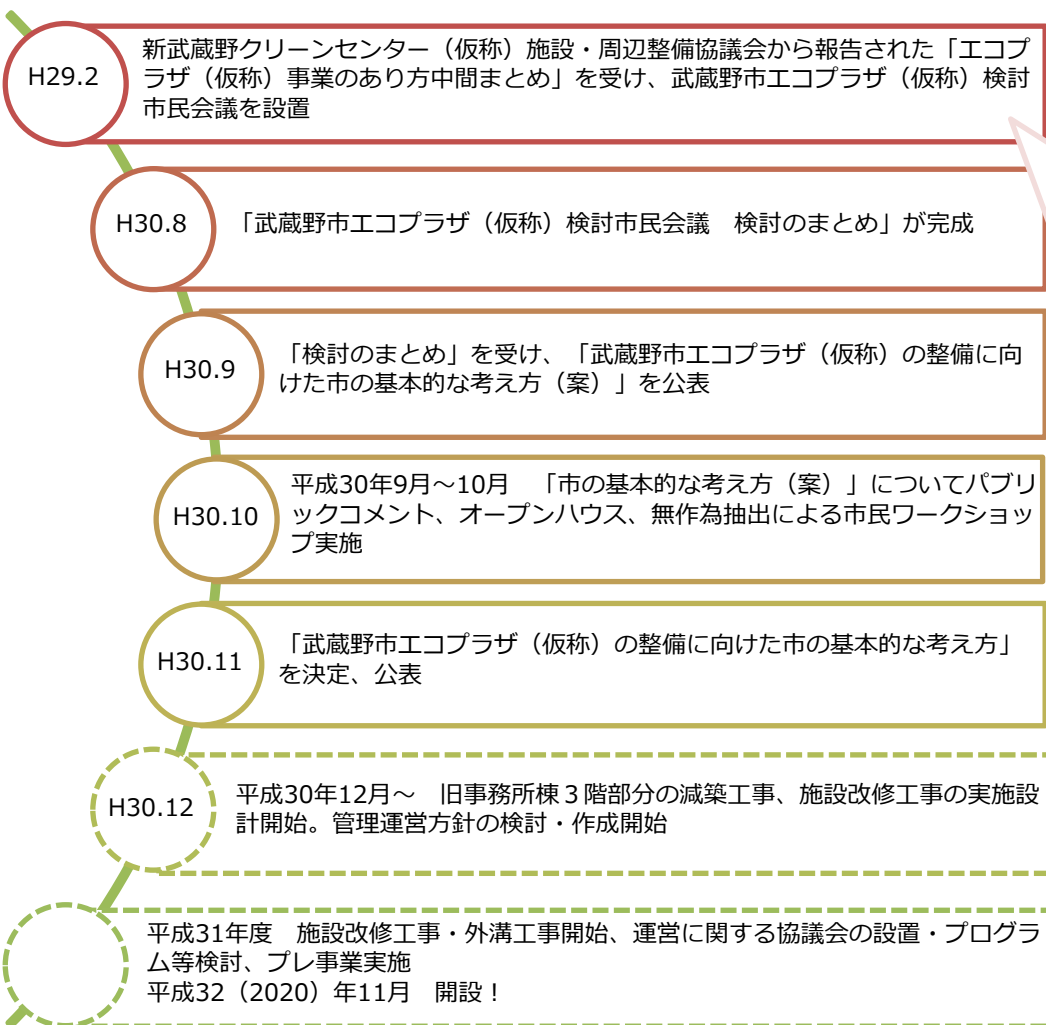 H29.2
新武蔵野クリーンセンター（仮称）施設・周辺整備協議会から報告された「エコプ
ラザ（仮称）事業のあり方中間まとめ」を受け、武蔵野市エコプラザ（仮称）検討
市民会議を設置
H30.8
「武蔵野市エコプラザ（仮称）検討市民会議　検討のまとめ」が完成
H30.9
「検討のまとめ」を受け、「武蔵野市エコプラザ（仮称）の整備に向
けた市の基本的な考え方（案）」を公表
H30.10
平成30年9月～10月　「市の基本的な考え方（案）」についてパブリ
ックコメント、オープンハウス、無作為抽出による市民ワークショッ
プ実施
H30.11
「武蔵野市エコプラザ（仮称）の整備に向けた市の基本的な考え方」
を決定、公表
H30.12
平成30年12月～　旧事務所棟３階部分の減築工事、施設改修工事の実施設
計開始。管理運営方針の検討・作成開始
平成31年度　施設改修工事・外溝工事開始、運営に関する協議会の設置・プログラ
ム等検討、プレ事業実施
平成32（2020）年11月　開設！